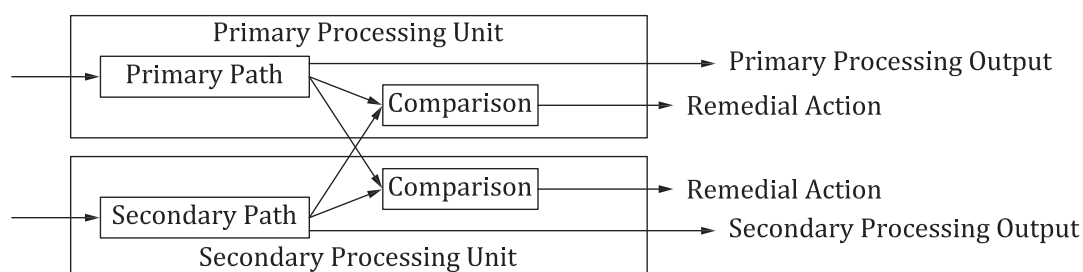 Primary Processing Unit
Primary Path
Primary Processing Output
Comparison
Remedial Action
Comparison
Remedial Action
Secondary Path
Secondary Processing Output
Secondary Processing Unit